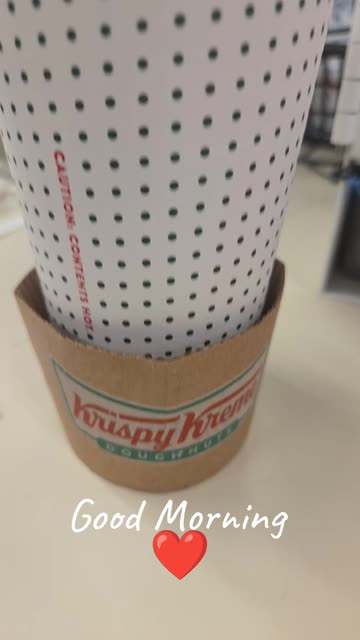 CAUTION: CONTENTS HOT.
Krispy Kreme
DOUGHNUTS
Good Morning